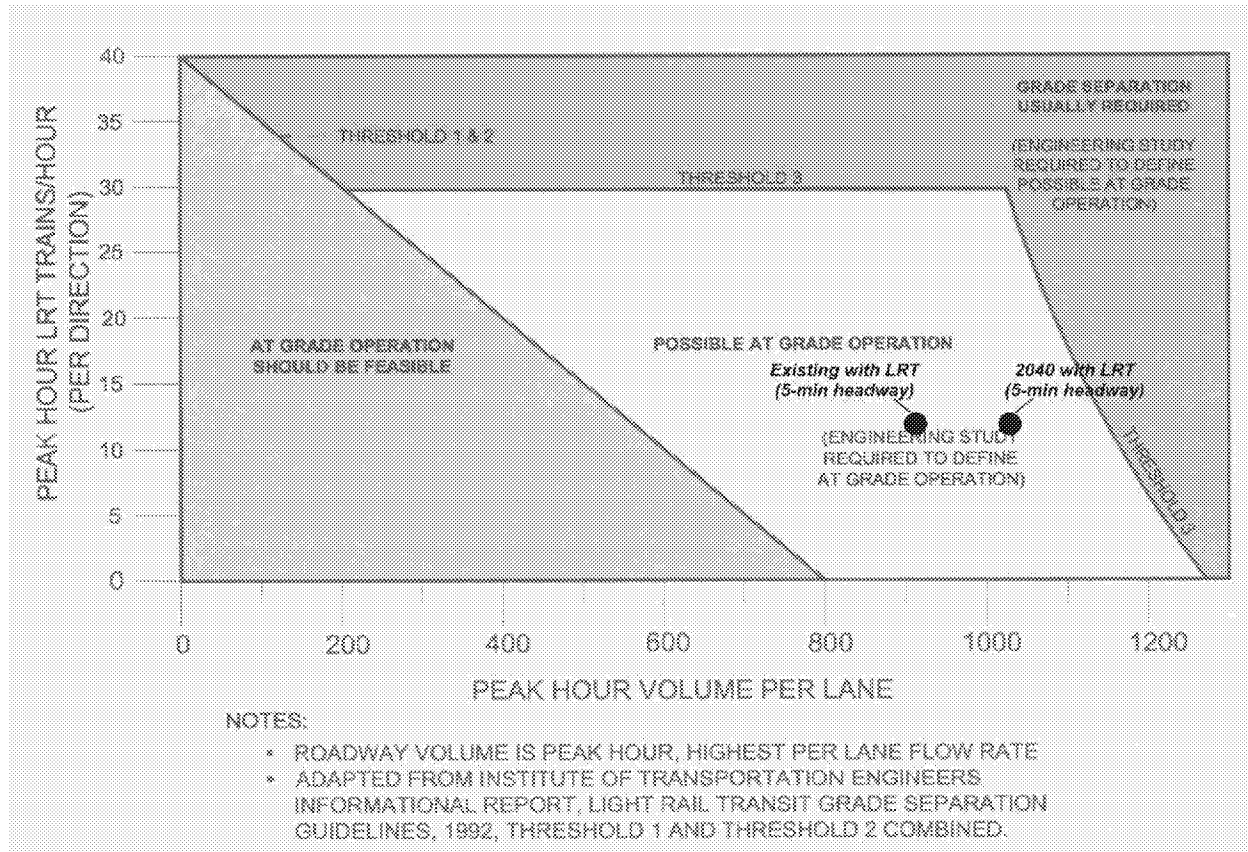 PEAK HOUR LRT TRAINS/HOUR
(PER DIRECTION)
40
35
30
25
20
15
10
5
0
GRADE SEPARATION
USUALLY REQUIRED
(ENGINEERING STUDY
REQUIRED TO DEFINE
POSSIBLE AT GRADE
OPERATION)
THRESHOLD 1 & 2
THRESHOLD 3
AT GRADE OPERATION
SHOULD BE FEASIBLE
POSSIBLE AT GRADE OPERATION
Existing with LRT
(5-min headway)
2040 with LRT
(5-min headway)
(ENGINEERING STUDY
REQUIRED TO DEFINE
AT GRADE OPERATION)
THRESHOLD 3
0
200
400
600
800
1000
1200
PEAK HOUR VOLUME PER LANE
NOTES:
• ROADWAY VOLUME IS PEAK HOUR, HIGHEST PER LANE FLOW RATE
• ADAPTED FROM INSTITUTE OF TRANSPORTATION ENGINEERS
INFORMATIONAL REPORT, LIGHT RAIL TRANSIT GRADE SEPARATION
GUIDELINES, 1992, THRESHOLD 1 AND THRESHOLD 2 COMBINED.